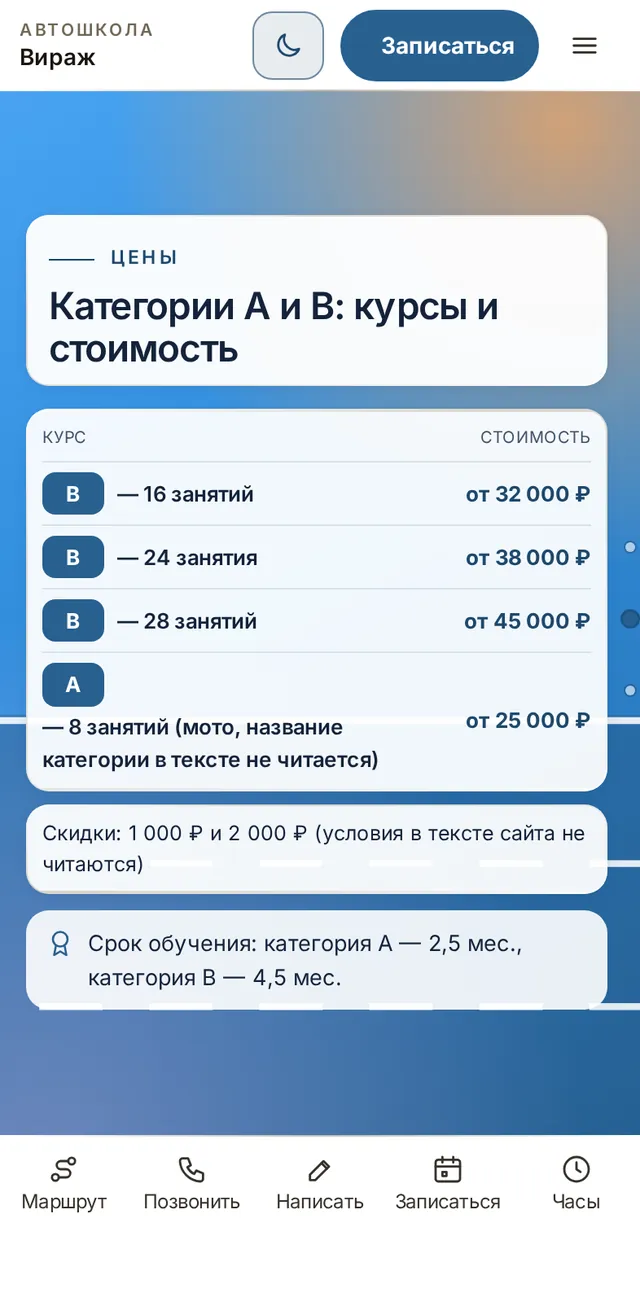 АВТОШКОЛА
Вираж
Записаться
ЦЕНЫ
Категории A и B: курсы и
стоимость
КУРС СТОИМОСТЬ
B — 16 занятий от 32 000 ₽
B — 24 занятия от 38 000 ₽
B — 28 занятий от 45 000 ₽
A
— 8 занятий (мото, название
категории в тексте не читается) от 25 000 ₽
Скидки: 1 000 ₽ и 2 000 ₽ (условия в тексте сайта не
читаются)
Срок обучения: категория A — 2,5 мес.,
категория B — 4,5 мес.
Маршрут Позвонить Написать Записаться Часы